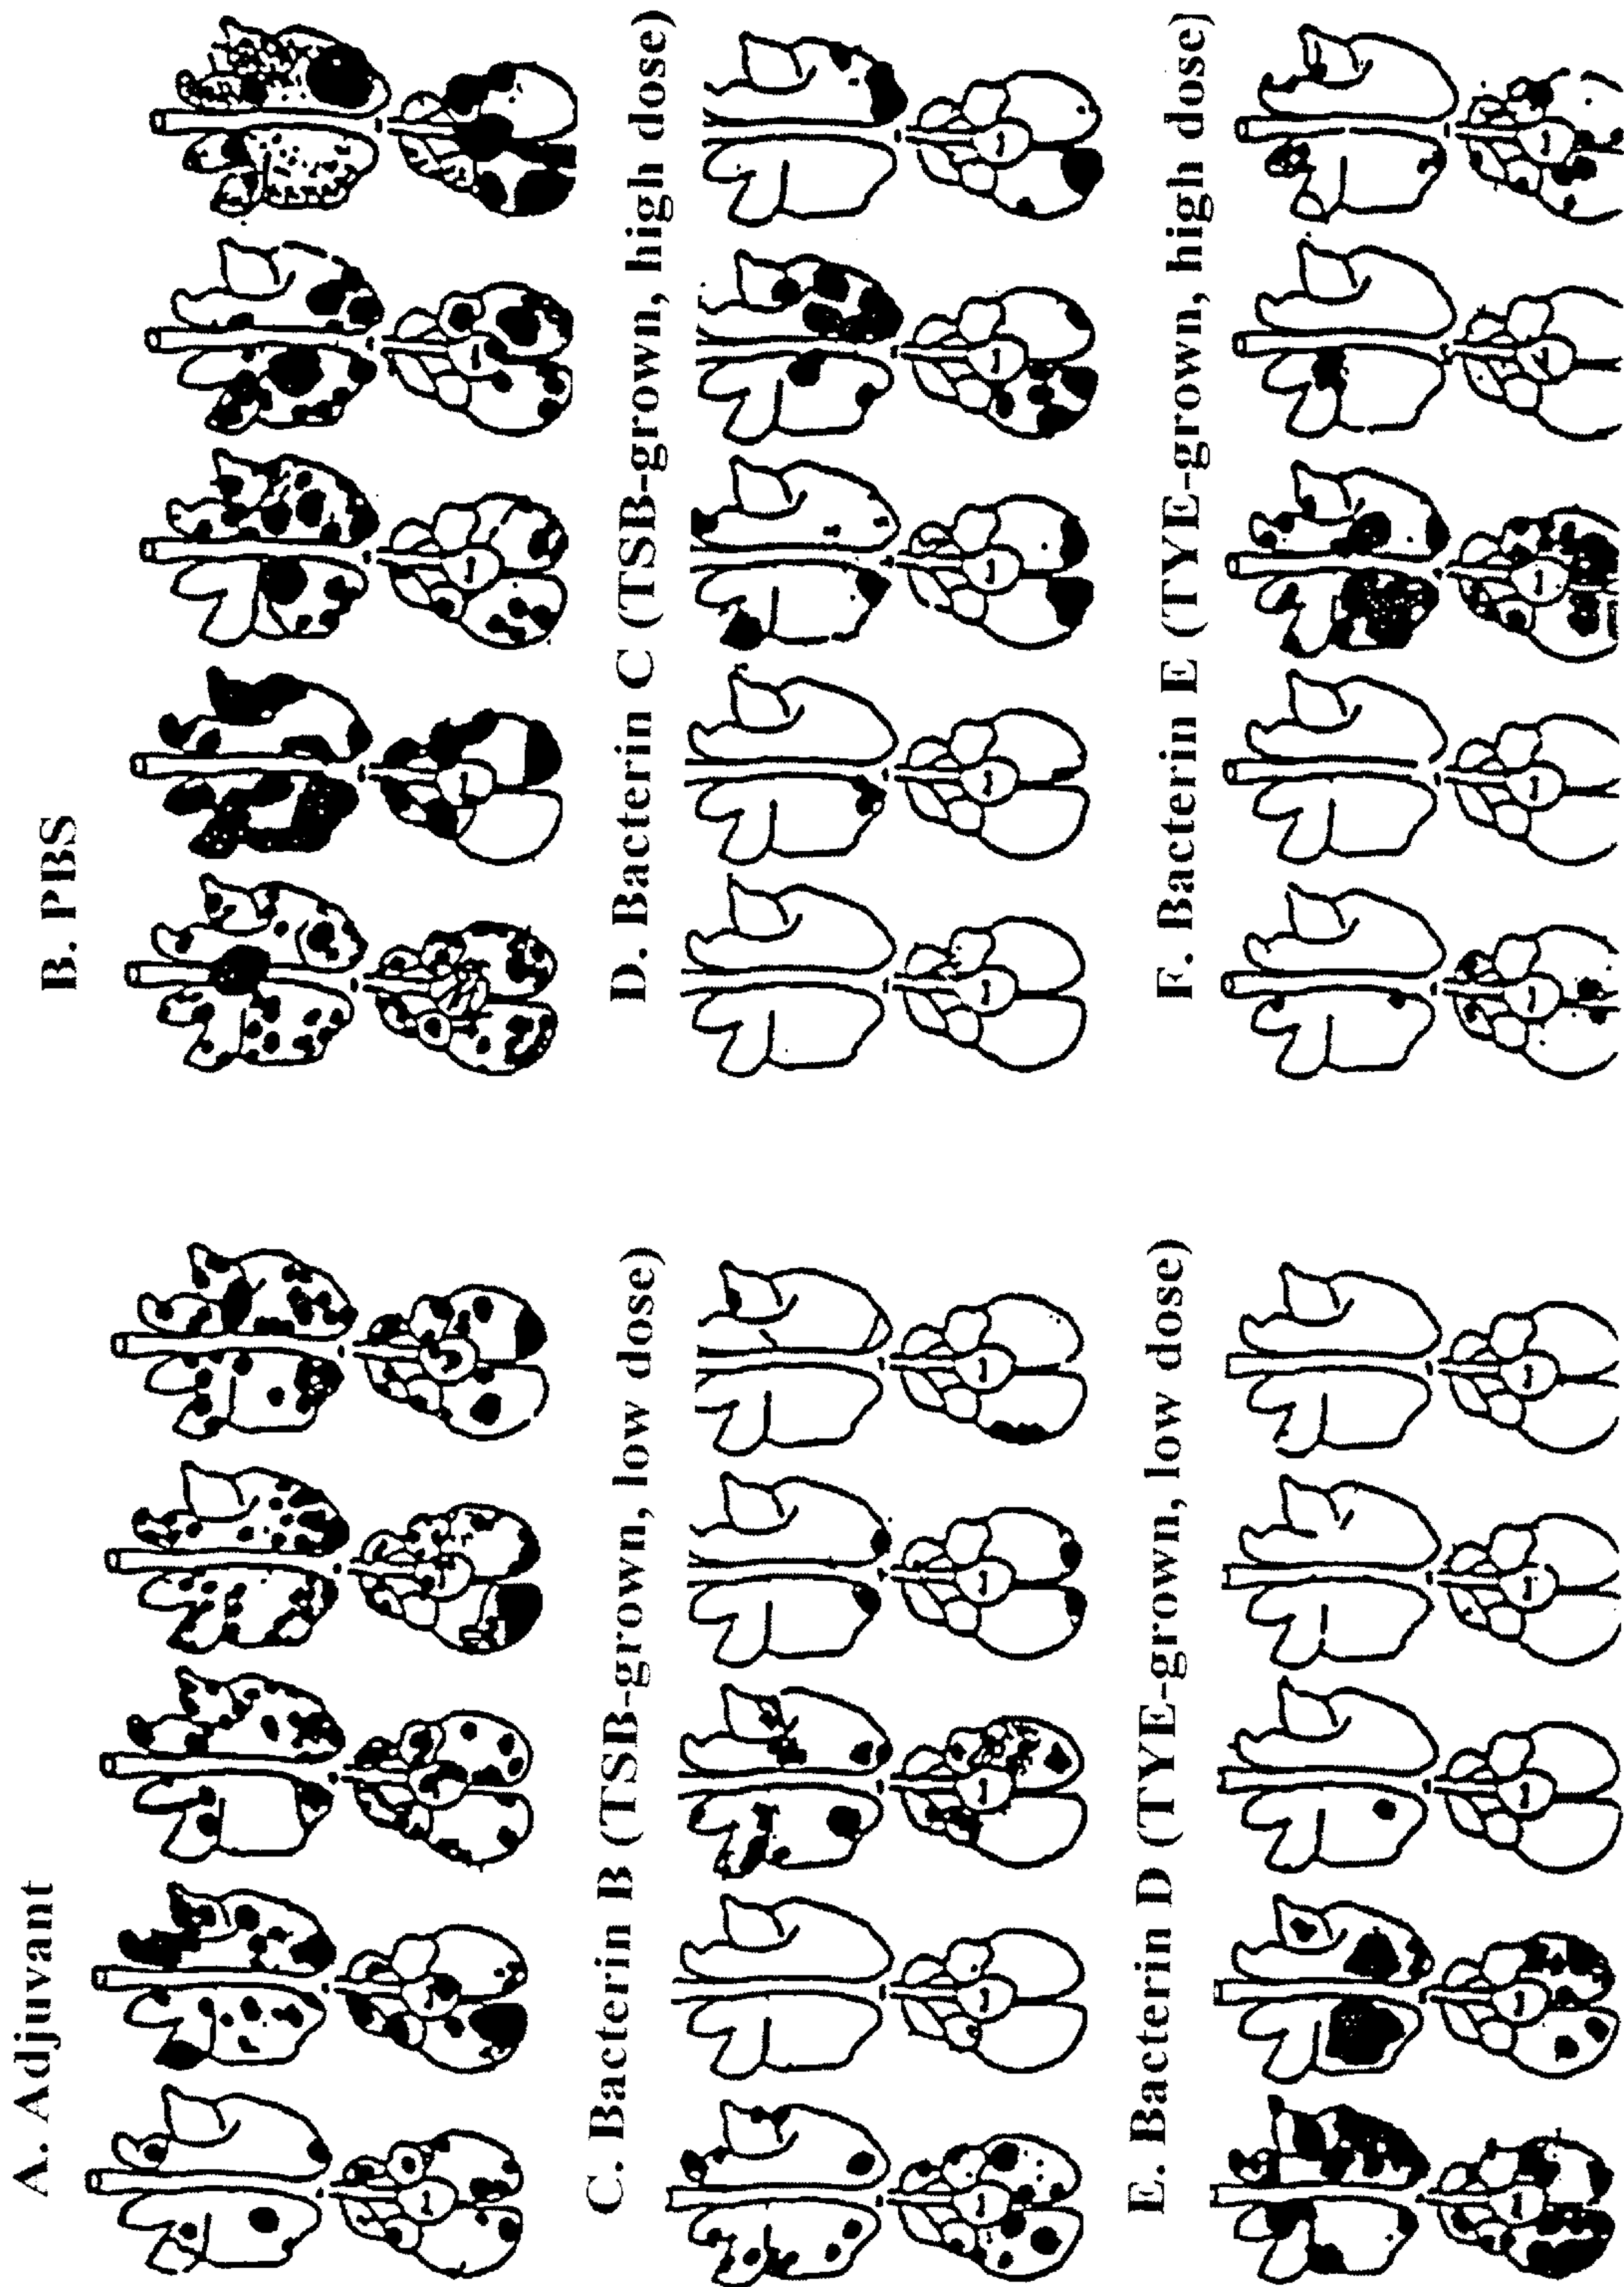 A. Adjuvant
B. PBS
C. Bacterin B (TSB-grown, low dose)
D. Bacterin C (TSB-grown, high dose)
E. Bacterin D (TYE-grown, low dose)
F. Bacterin E (TYE-grown, high dose)